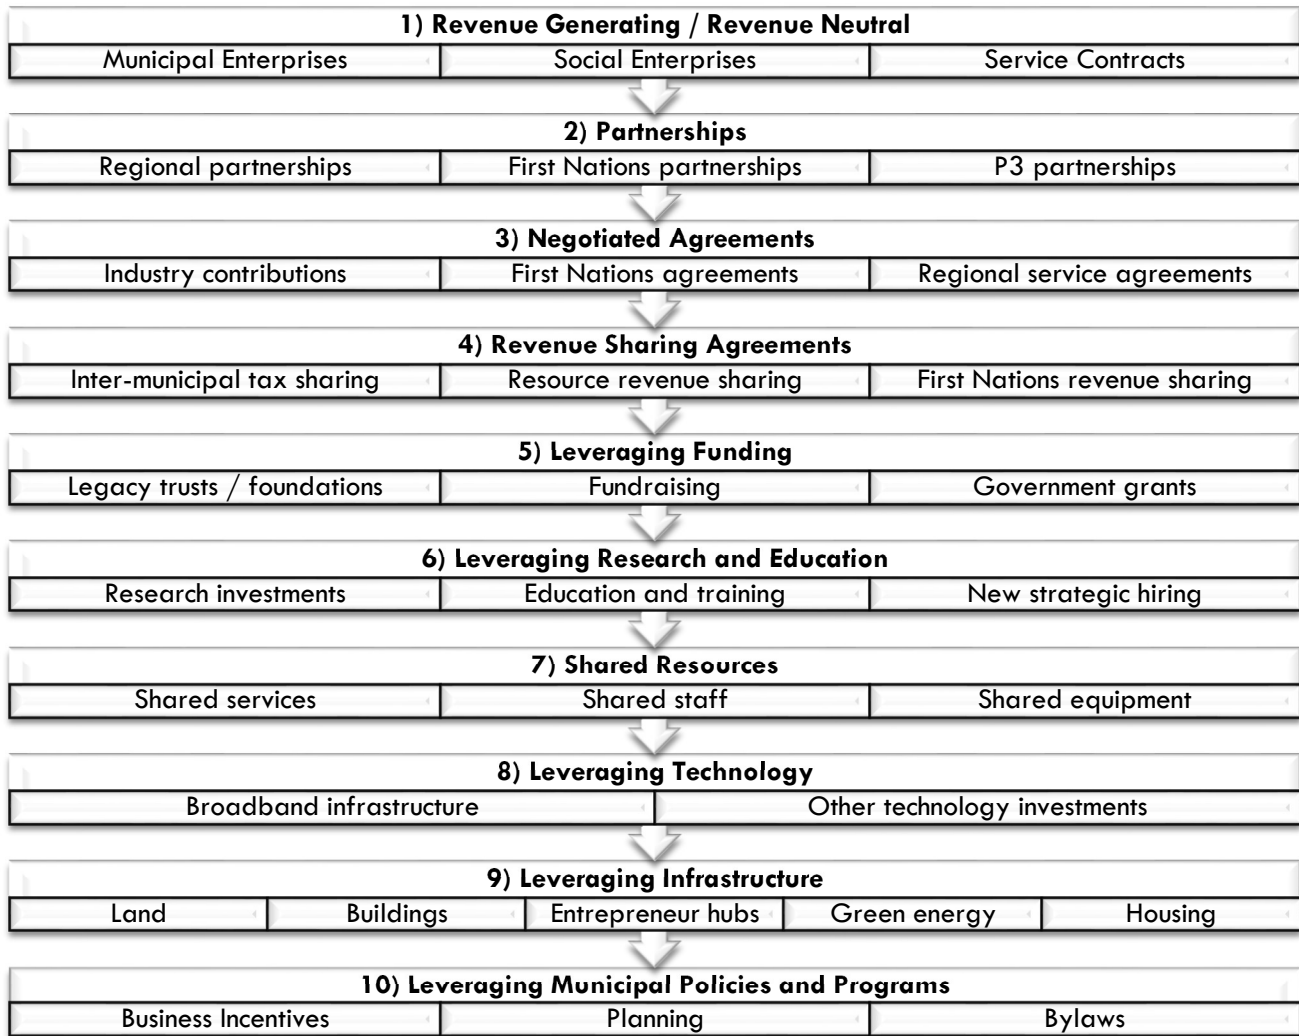 1) Revenue Generating / Revenue Neutral
Municipal Enterprises Social Enterprises Service Contracts
2) Partnerships
Regional partnerships First Nations partnerships P3 partnerships
3) Negotiated Agreements
Industry contributions First Nations agreements Regional service agreements
4) Revenue Sharing Agreements
Inter-municipal tax sharing Resource revenue sharing First Nations revenue sharing
5) Leveraging Funding
Legacy trusts / foundations Fundraising Government grants
6) Leveraging Research and Education
Research investments Education and training New strategic hiring
7) Shared Resources
Shared services Shared staff Shared equipment
8) Leveraging Technology
Broadband infrastructure Other technology investments
9) Leveraging Infrastructure
Land Buildings Entrepreneur hubs Green energy Housing
10) Leveraging Municipal Policies and Programs
Business Incentives Planning Bylaws